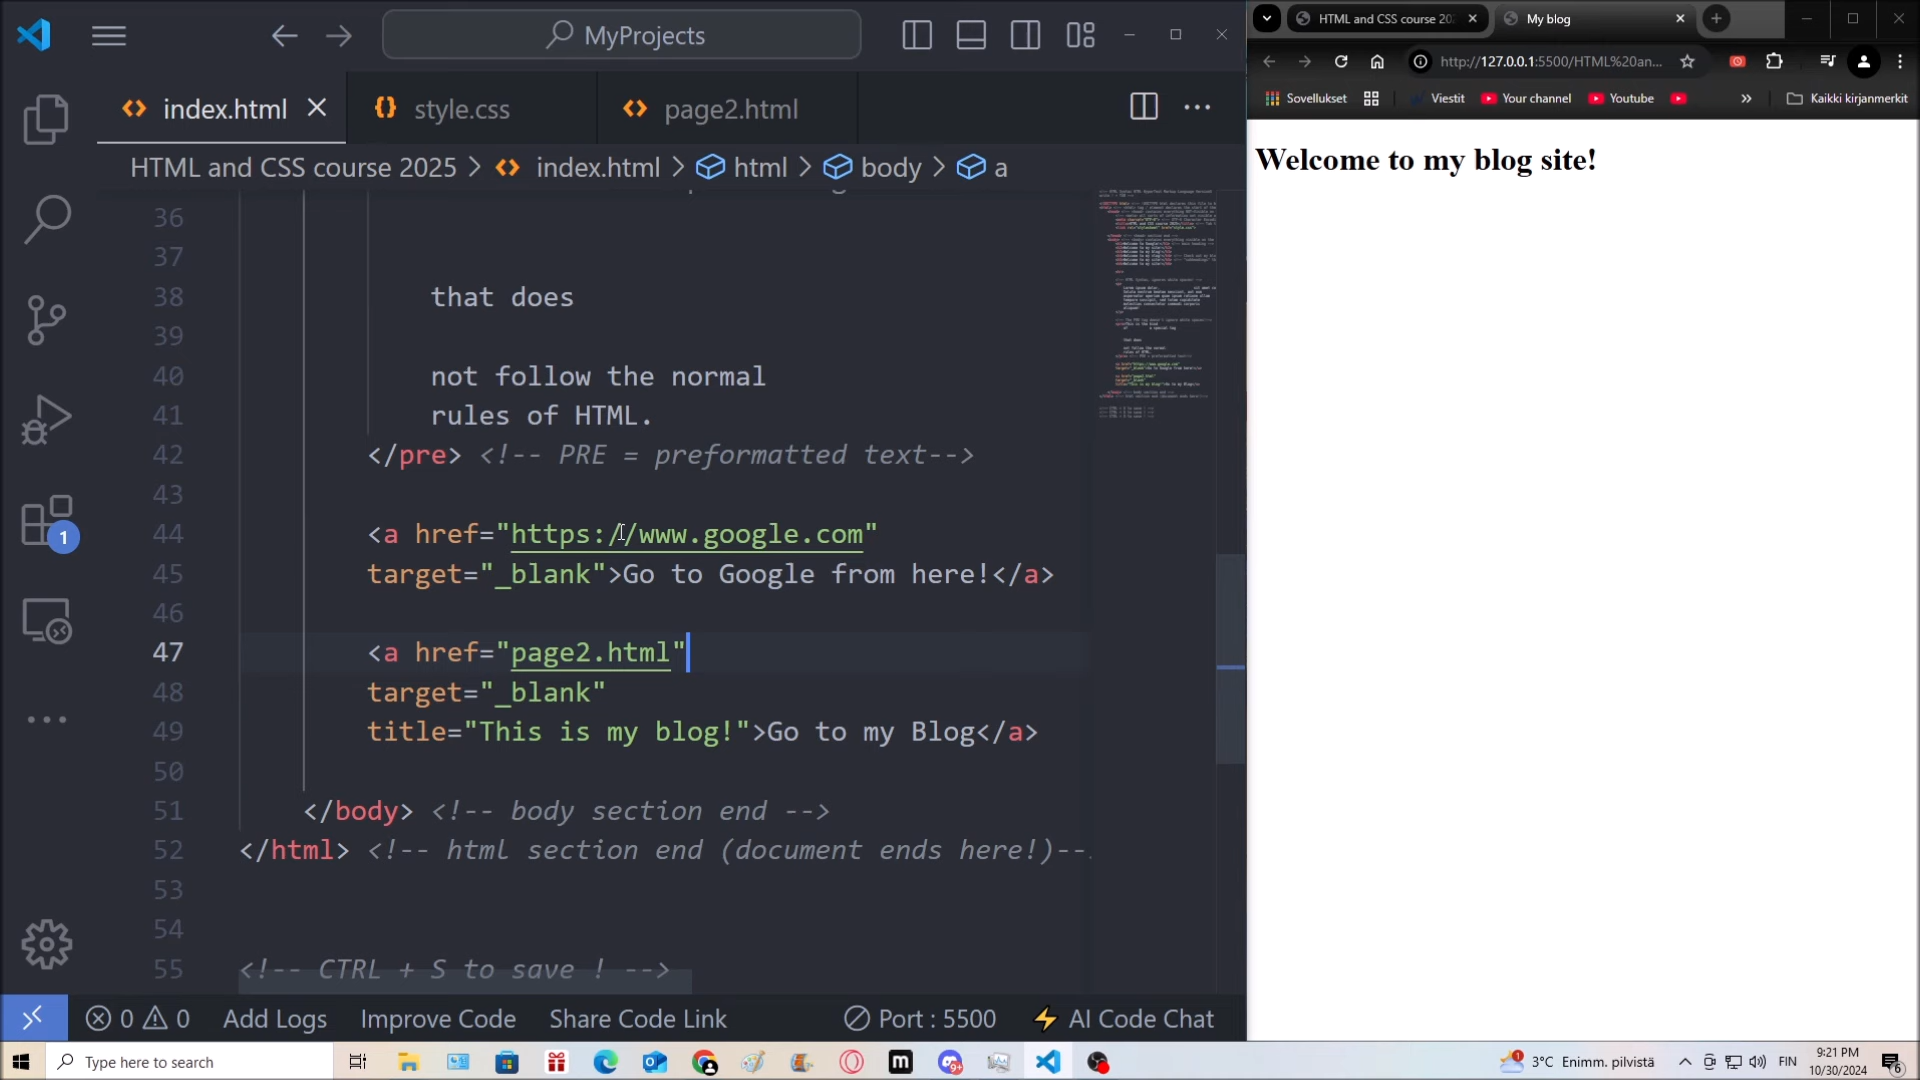 MyProjects
index.html
style.css
page2.html
HTML and CSS course 2025 > index.html > html > body > a
36
37
38 that does
39
40 not follow the normal
41 rules of HTML.
42 </pre> <!-- PRE = preformatted text-->
43
44 <a href="https://www.google.com"
45 target="_blank">Go to Google from here!</a>
46
47 <a href="page2.html"
48 target="_blank"
49 title="This is my blog!">Go to my Blog</a>
50
51 </body> <!-- body section end -->
52 </html> <!-- html section end (document ends here!)--
53
54
55 <!-- CTRL + S to save ! -->
1
0 0 Add Logs Improve Code Share Code Link Port : 5500 AI Code Chat
HTML and CSS course 202
My blog
http://127.0.0.1:5500/HTML%20an...
Sovellukset Viestit Your channel Youtube » Kaikki kirjanmerkit
Welcome to my blog site!
Type here to search
9+
m
1
3°C Enimm. pilvistä
FIN
9:21 PM
10/30/2024
6